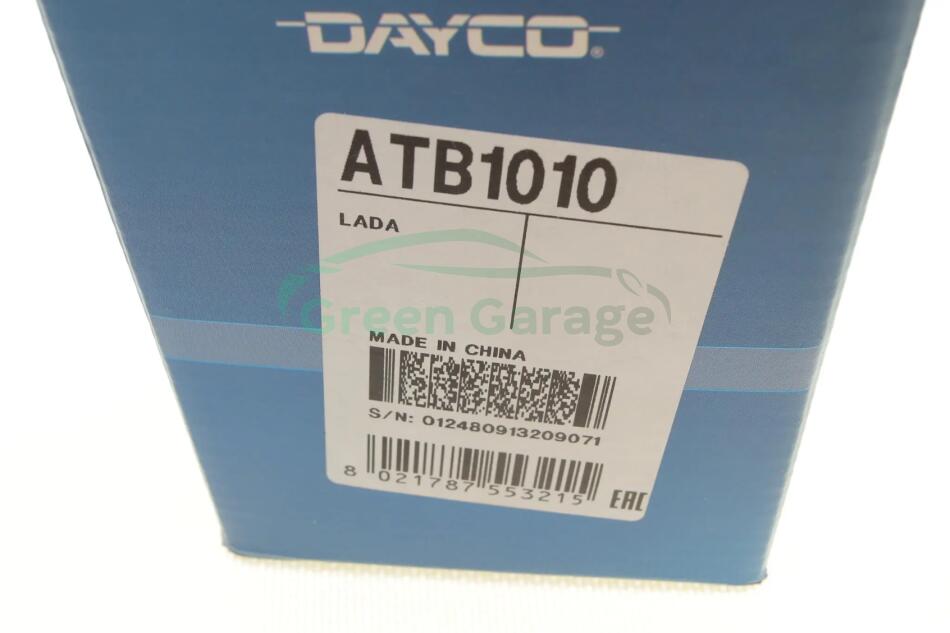 DAYCO®
ATB1010
LADA
Green Garage
MADE IN CHINA
S/N: 012480913209071
8 021787 553215
EAC